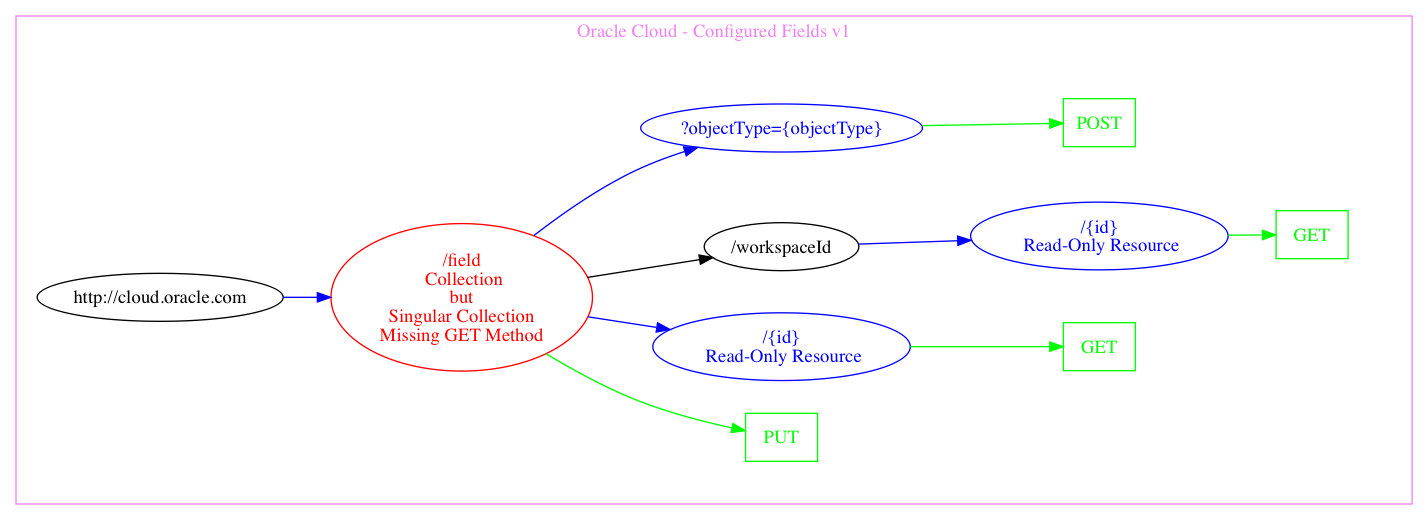 Oracle Cloud - Configured Fields v1
http://cloud.oracle.com
/field
Collection
but
Singular Collection
Missing GET Method
?objectType={objectType}
POST
/workspaceId
/{id}
Read-Only Resource
GET
/{id}
Read-Only Resource
GET
PUT